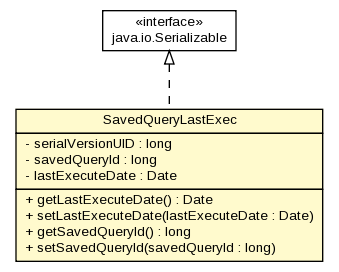 «interface»
java.io.Serializable
SavedQueryLastExec
- serialVersionUID : long
- savedQueryId : long
- lastExecuteDate : Date
+ getLastExecuteDate() : Date
+ setLastExecuteDate(lastExecuteDate : Date)
+ getSavedQueryId() : long
+ setSavedQueryId(savedQueryId : long)